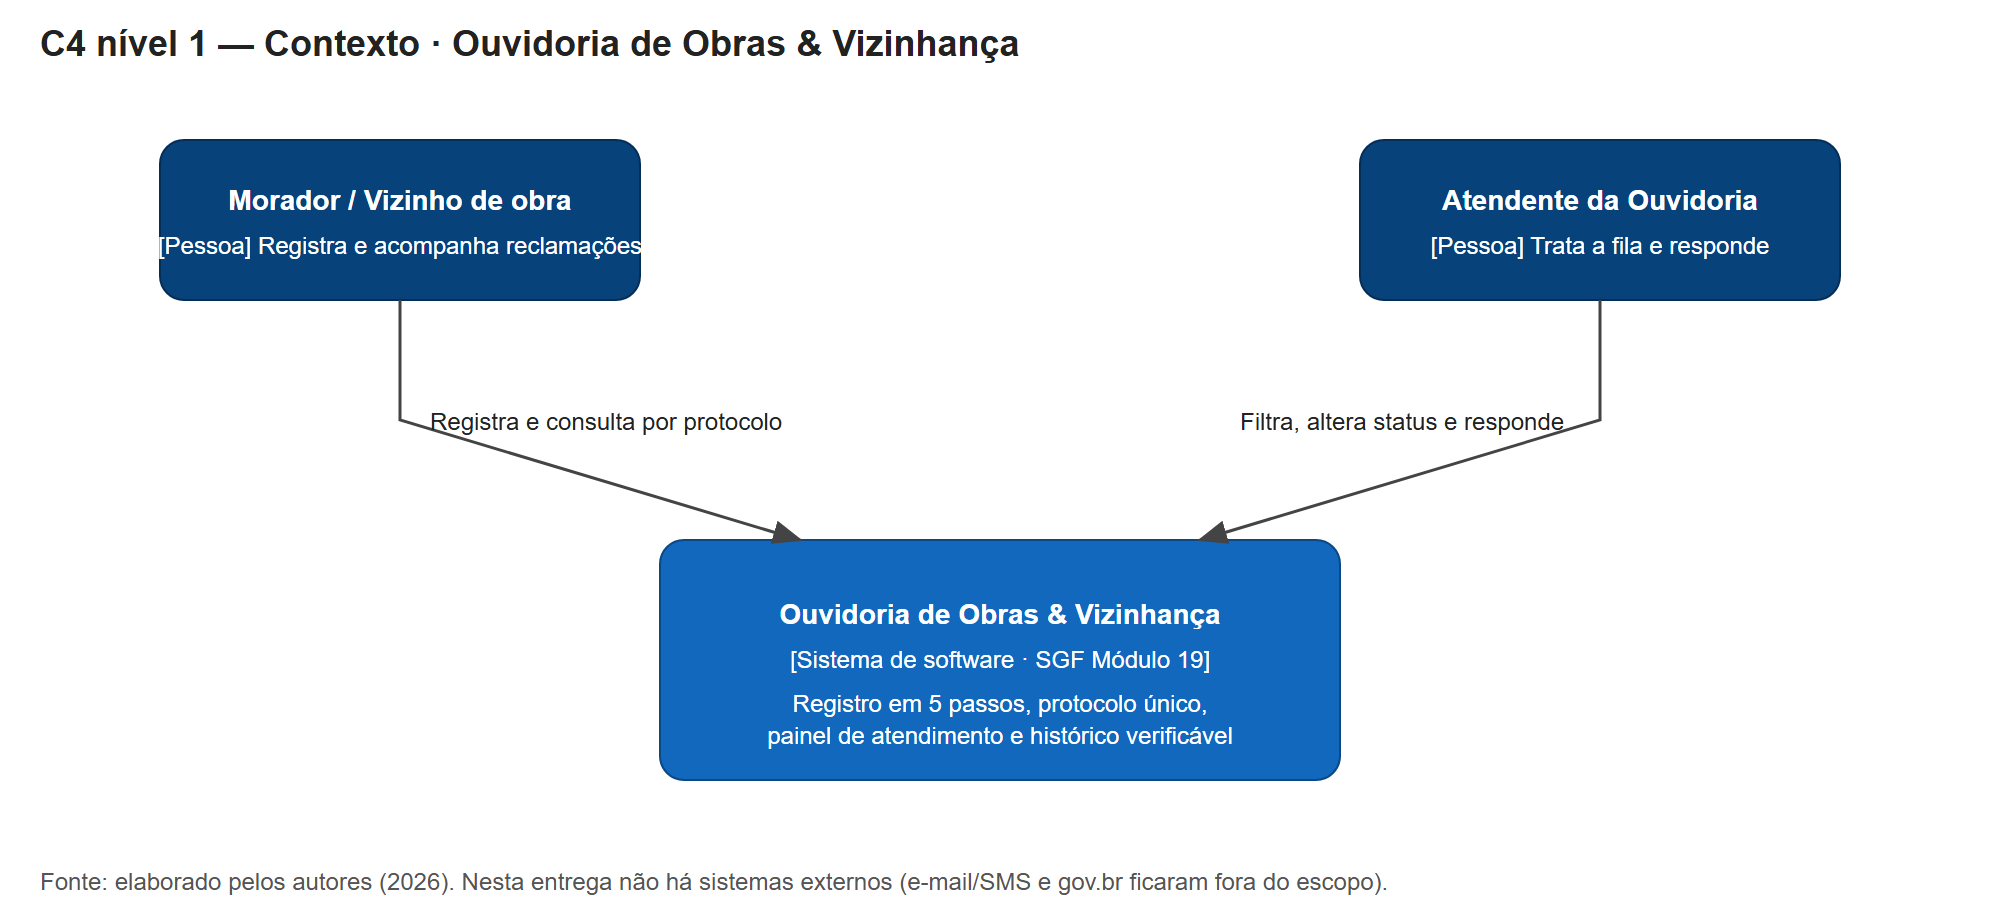 C4 nível 1 — Contexto · Ouvidoria de Obras & Vizinhança
Morador / Vizinho de obra
[Pessoa] Registra e acompanha reclamações
Atendente da Ouvidoria
[Pessoa] Trata a fila e responde
Registra e consulta por protocolo
Filtra, altera status e responde
Ouvidoria de Obras & Vizinhança
[Sistema de software · SGF Módulo 19]
Registro em 5 passos, protocolo único,
painel de atendimento e histórico verificável
Fonte: elaborado pelos autores (2026). Nesta entrega não há sistemas externos (e-mail/SMS e gov.br ficaram fora do escopo).